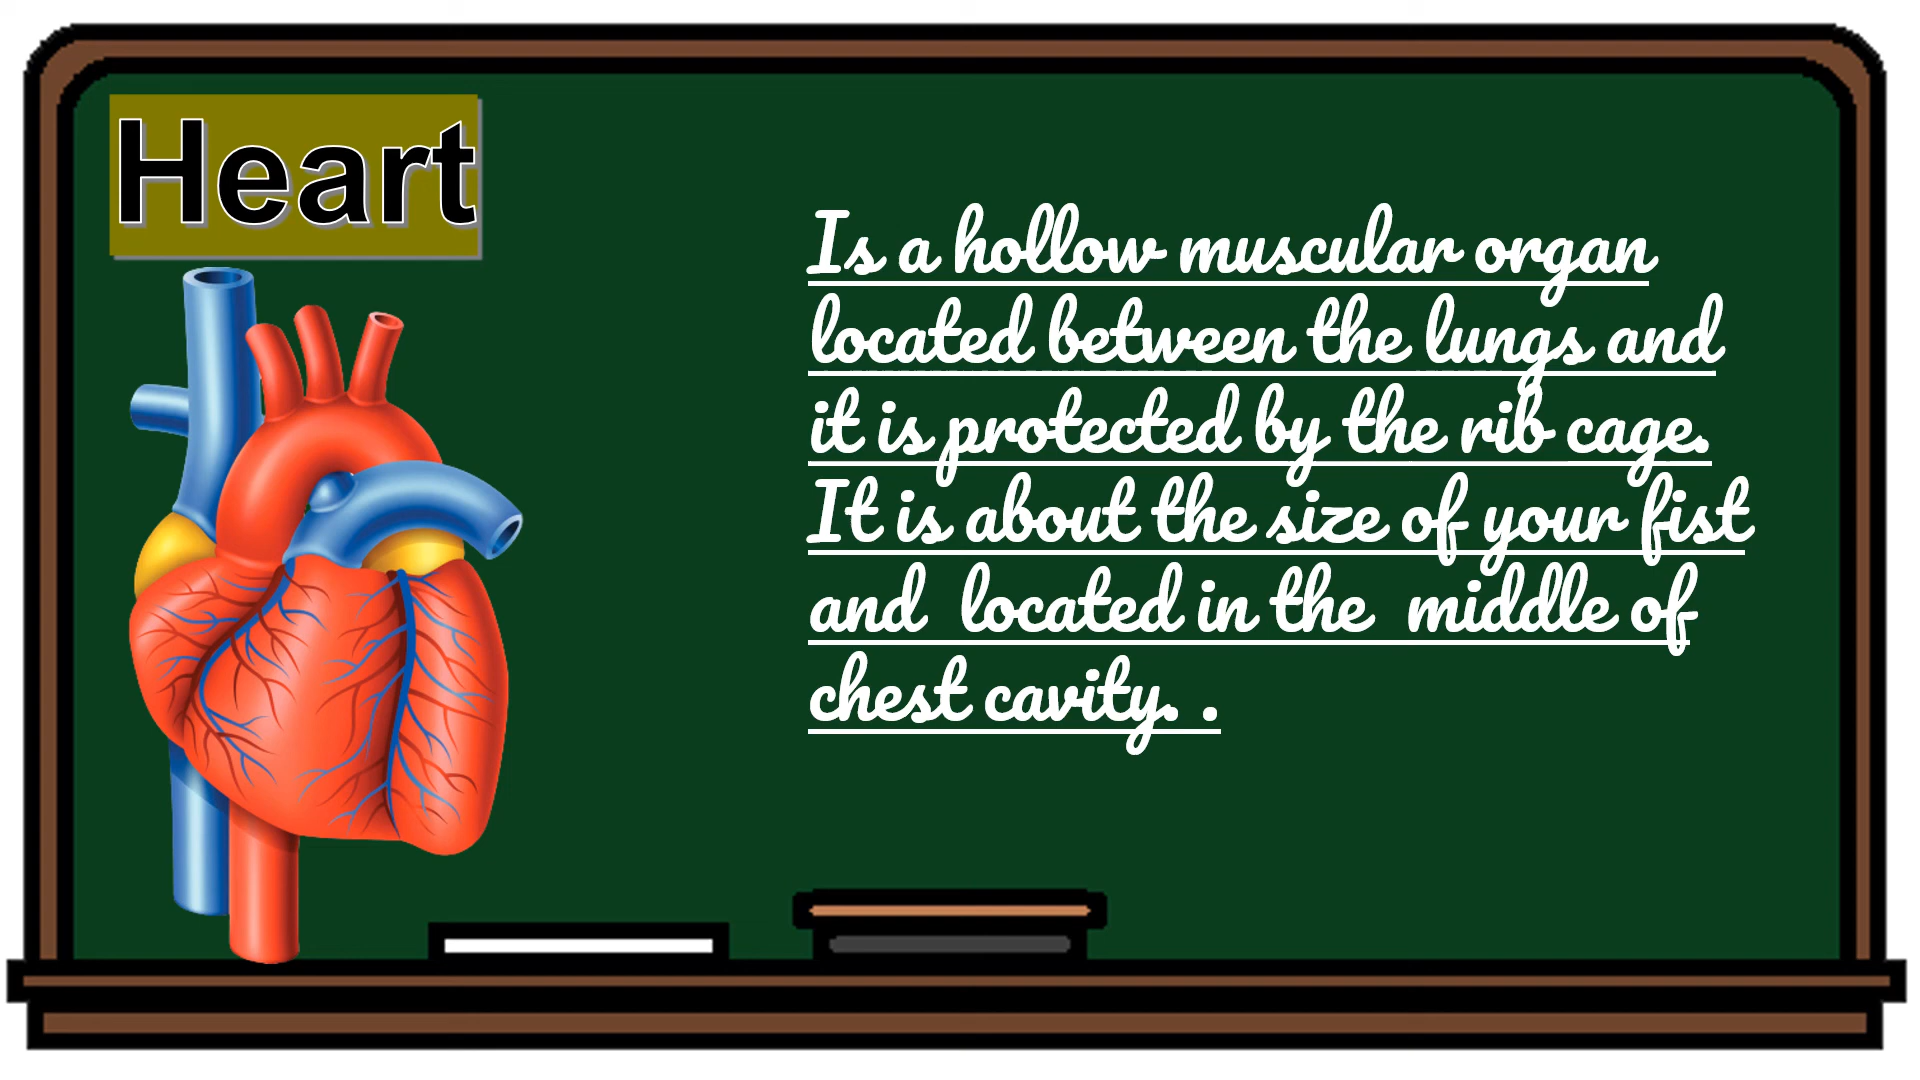 Heart
Is a hollow muscular organ
located between the lungs and
it is protected by the rib cage.
It is about the size of your fist
and  located in the  middle of
chest cavity. .